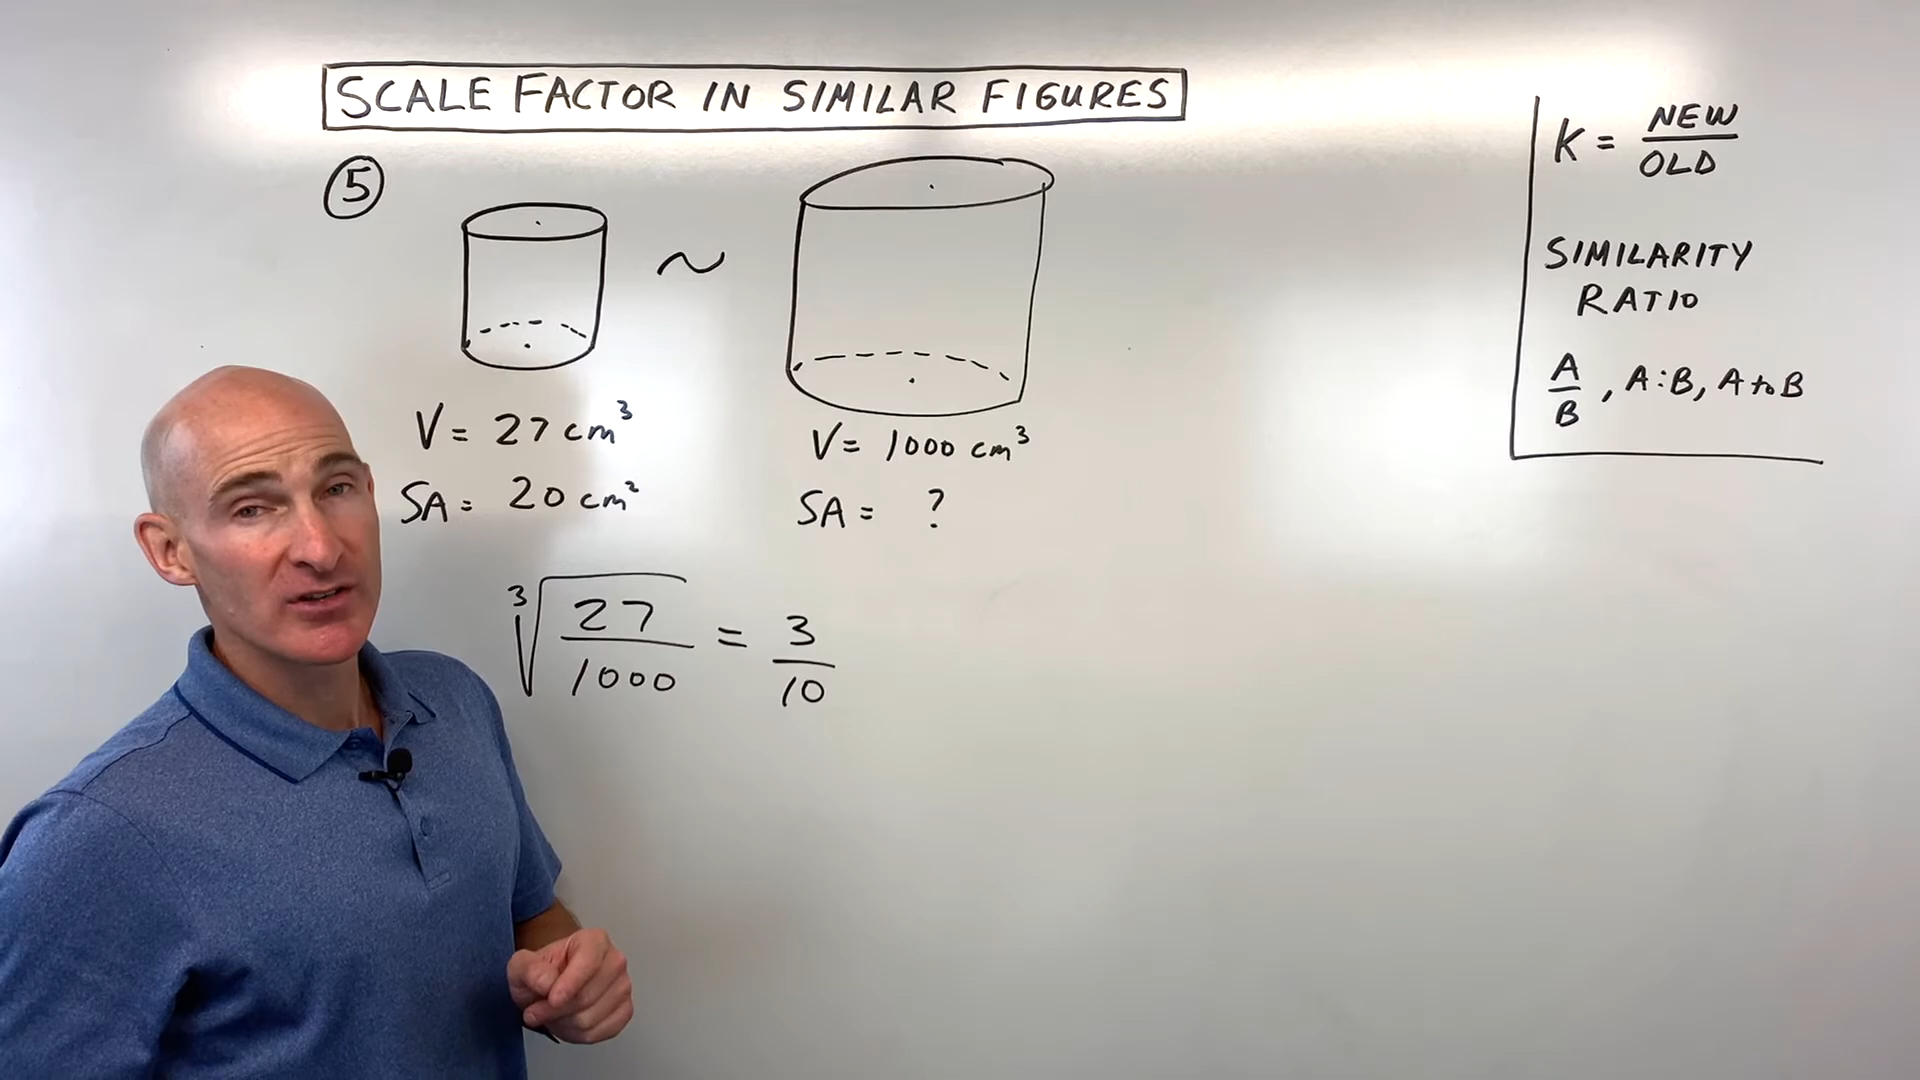 SCALE FACTOR IN SIMILAR FIGURES
5
V = 27 cm³
SA = 20 cm²
~
V = 1000 cm³
SA = ?
∛(27/1000) = 3/10
K = NEW/OLD
SIMILARITY
RATIO
A/B, A:B, A to B